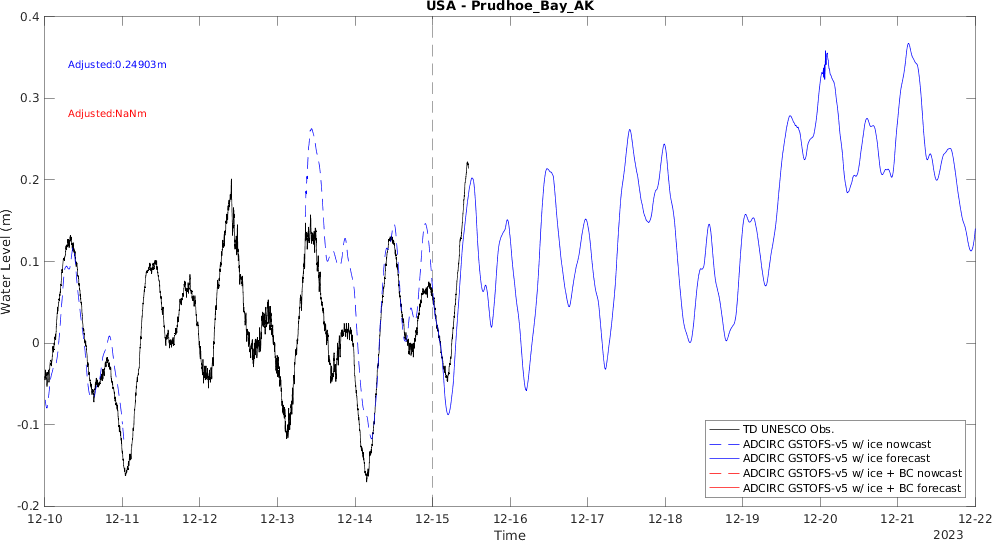 USA - Prudhoe_Bay_AK
0.4
0.3
0.2
0.1
0
-0.1
-0.2
Water Level (m)
Adjusted:0.24903m
Adjusted:NaNm
TD UNESCO Obs.
ADCIRC GSTOFS-v5 w/ ice nowcast
ADCIRC GSTOFS-v5 w/ ice forecast
ADCIRC GSTOFS-v5 w/ ice + BC nowcast
ADCIRC GSTOFS-v5 w/ ice + BC forecast
12-10 12-11 12-12 12-13 12-14 12-15 12-16 12-17 12-18 12-19 12-20 12-21 12-22
Time
2023